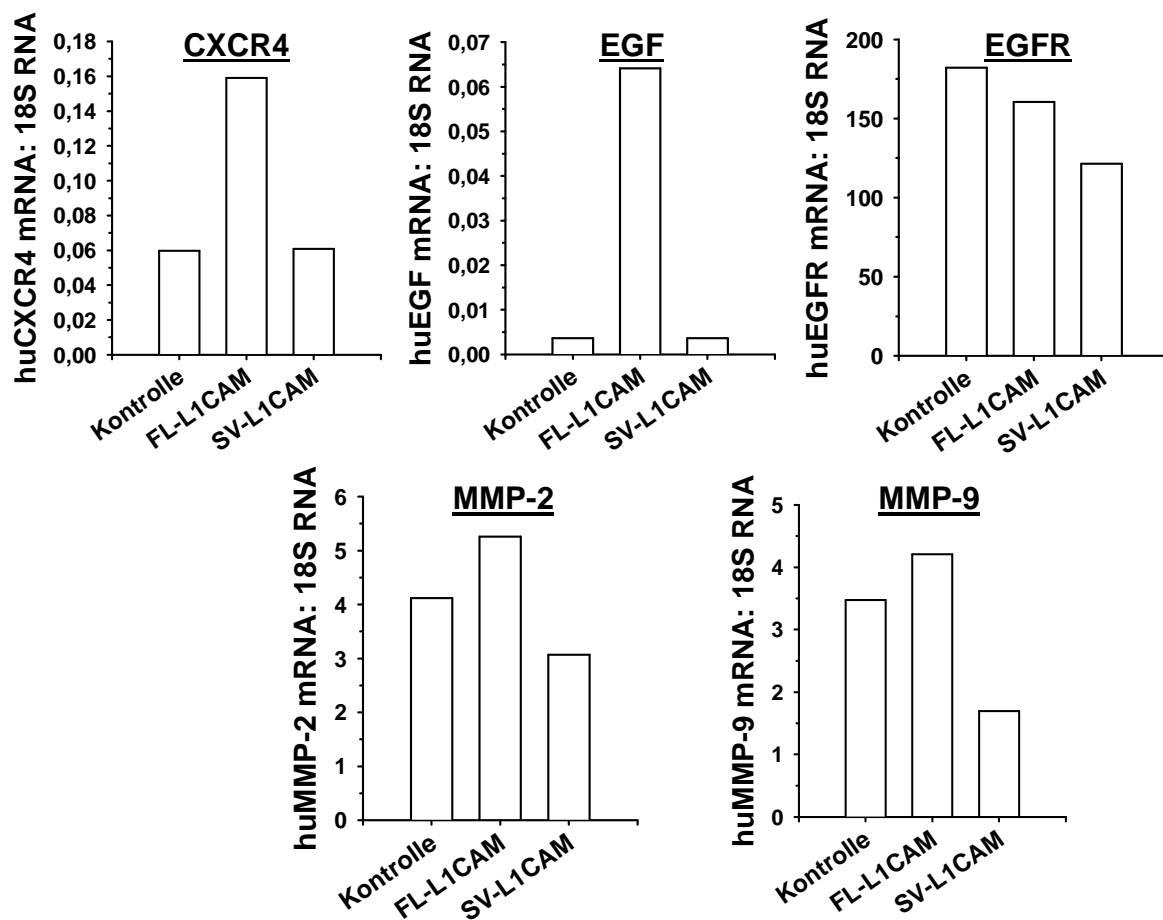 CXCR4
huCXCR4 mRNA: 18S RNA
0,18
0,16
0,14
0,12
0,10
0,08
0,06
0,04
0,02
0,00
Kontrolle
FL-L1CAM
SV-L1CAM
EGF
huEGF mRNA: 18S RNA
0,07
0,06
0,05
0,04
0,03
0,02
0,01
0,00
Kontrolle
FL-L1CAM
SV-L1CAM
EGFR
huEGFR mRNA: 18S RNA
200
150
100
50
0
Kontrolle
FL-L1CAM
SV-L1CAM
MMP-2
huMMP-2 mRNA: 18S RNA
6
5
4
3
2
1
0
Kontrolle
FL-L1CAM
SV-L1CAM
MMP-9
huMMP-9 mRNA: 18S RNA
5
4
3
2
1
0
Kontrolle
FL-L1CAM
SV-L1CAM